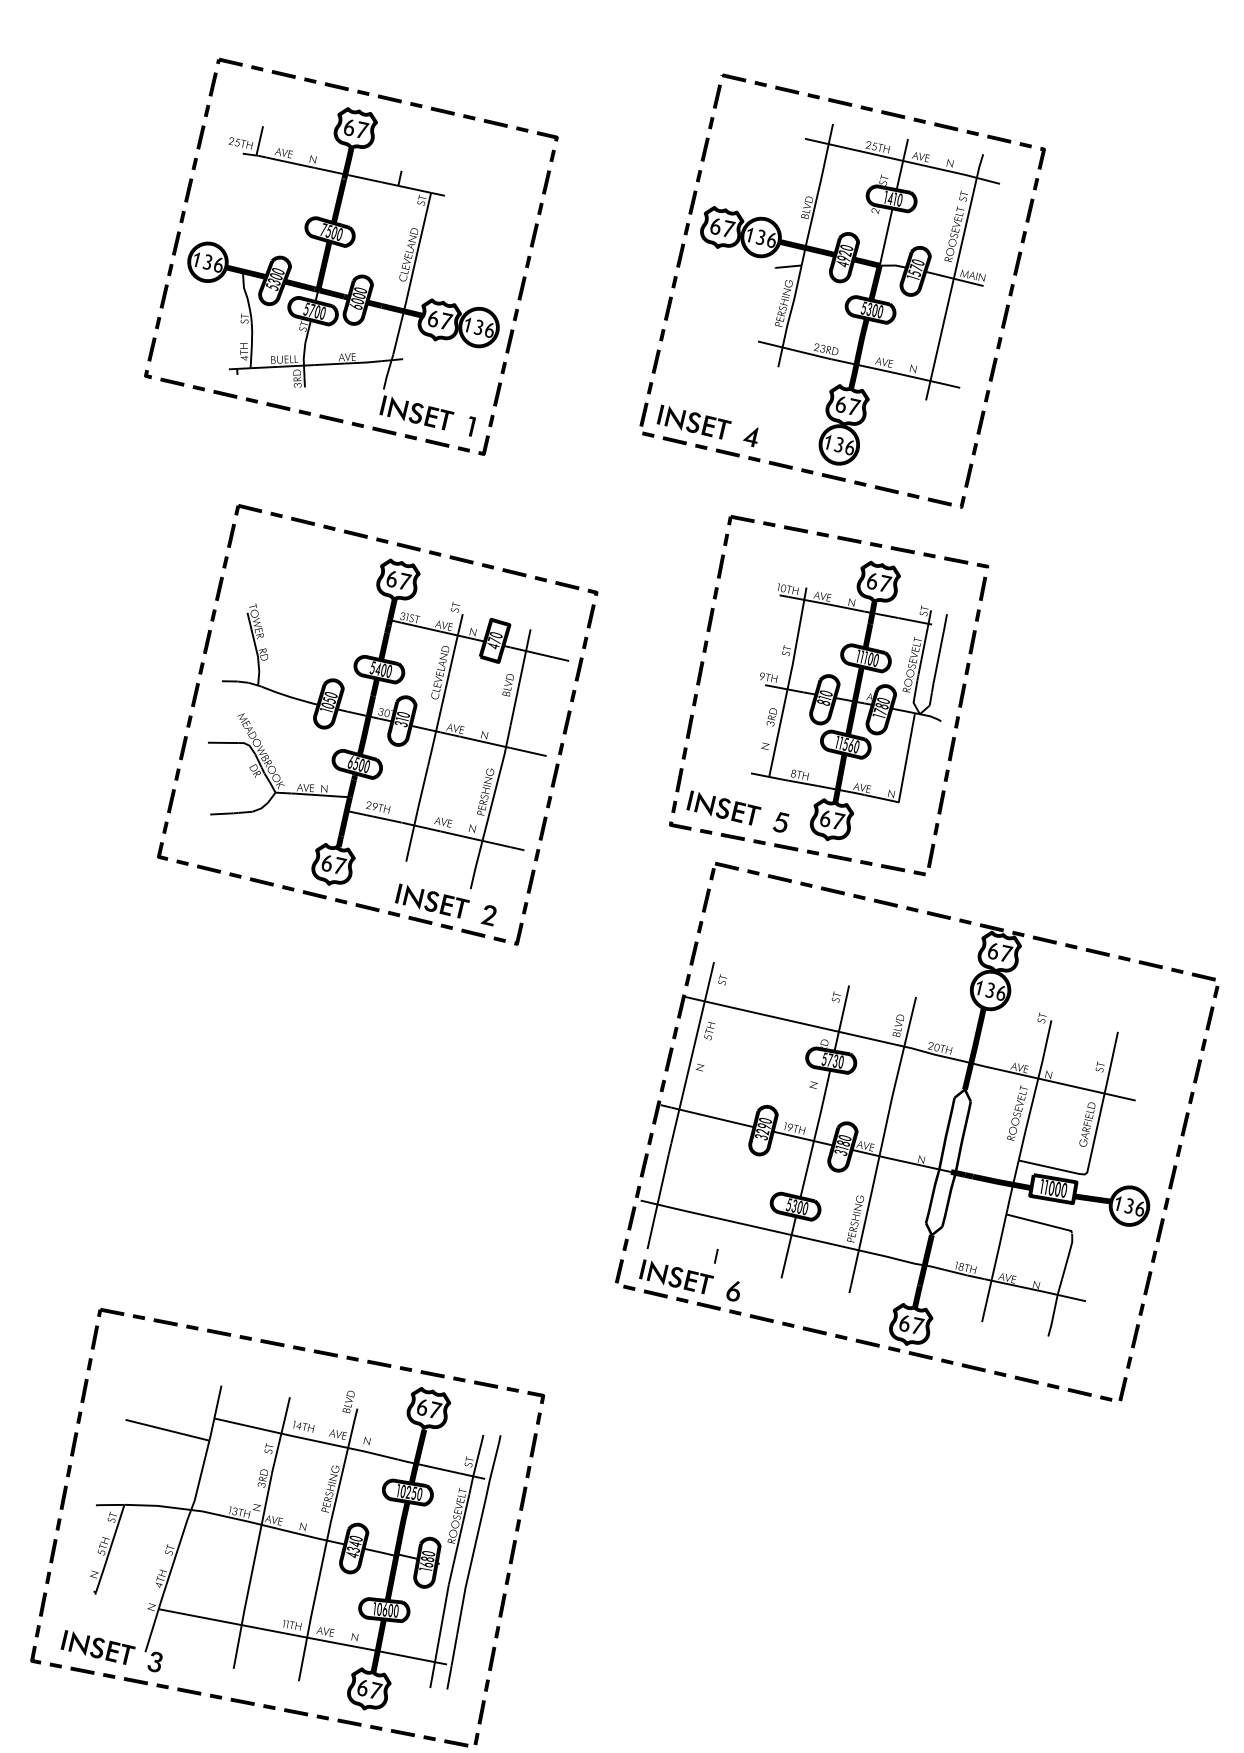 67
25TH AVE N
ST
7500
CLEVELAND
136
5300
6000
5700
67 136
ST
4TH ST
BUELL AVE
3RD
INSET 1
25TH AVE N
ST
1410
2
BLVD
ROOSEVELT ST
67 136
4920
1570
MAIN
PERSHING
5300
23RD AVE N
67
INSET 4
136
67
TOWER RD
31ST AVE N
ST
470
5400
CLEVELAND
BLVD
1050
30
310
AVE N
MEADOWBROOK DR
6500
AVE N
PERSHING
29TH AVE N
67
INSET 2
67
10TH AVE N
ST
11100
ST
ROOSEVELT
9TH
810
A
1780
3RD
11560
N
8TH AVE N
INSET 5
67
67
136
ST
ST
5TH
BLVD
ST
20TH AVE N
D
5730
N
N
ROOSEVELT
ST
GARFIELD
3290
19TH
3180
AVE N
11000
136
5300
PERSHING
18TH AVE N
INSET 6
67
67
BLVD
14TH AVE N
ST
ST
3RD
N
PERSHING
10250
ROOSEVELT
13TH AVE N
ST
5TH
N
4340
1680
ST
4TH
N
10600
11TH AVE N
INSET 3
67